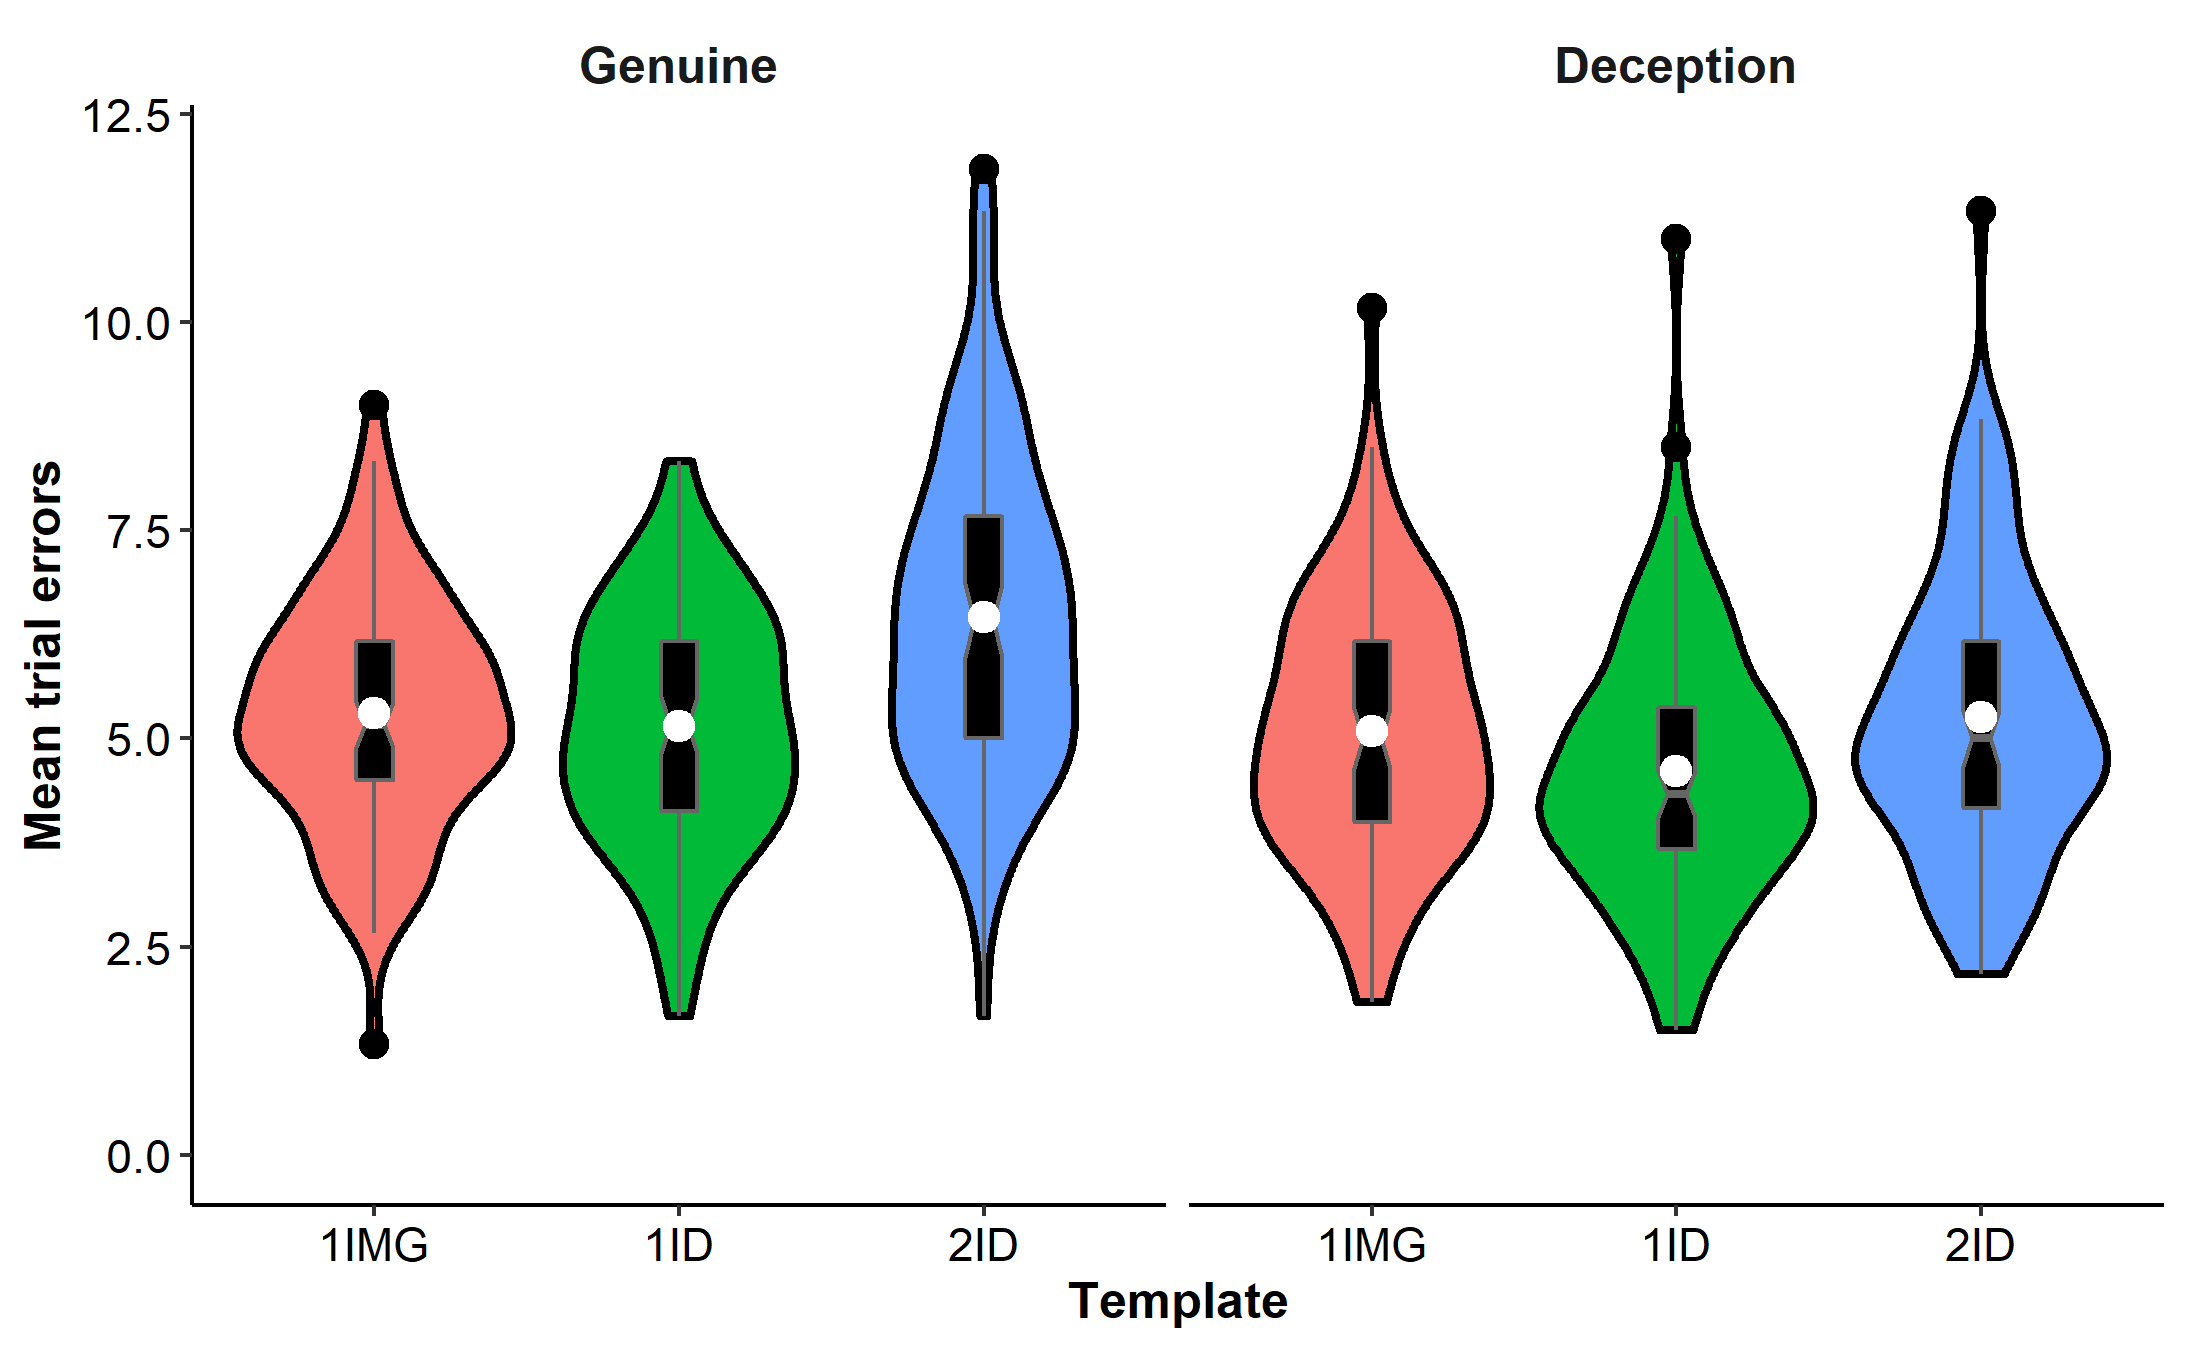 Genuine Deception
12.5
10.0
7.5
5.0
2.5
0.0
Mean trial errors
1IMG 1ID 2ID 1IMG 1ID 2ID
Template